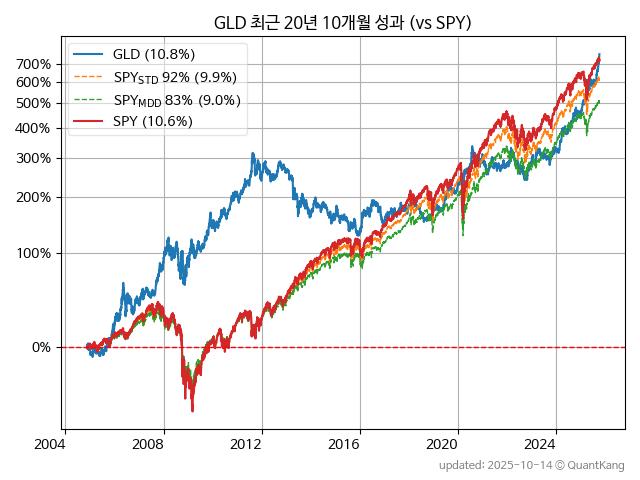 GLD 최근 20년 10개월 성과 (vs SPY)
GLD (10.8%)
SPY_STD 92% (9.9%)
SPY_MDD 83% (9.0%)
SPY (10.6%)
700%
600%
500%
400%
300%
200%
100%
0%
2004 2008 2012 2016 2020 2024
updated: 2025-10-14 © QuantKang